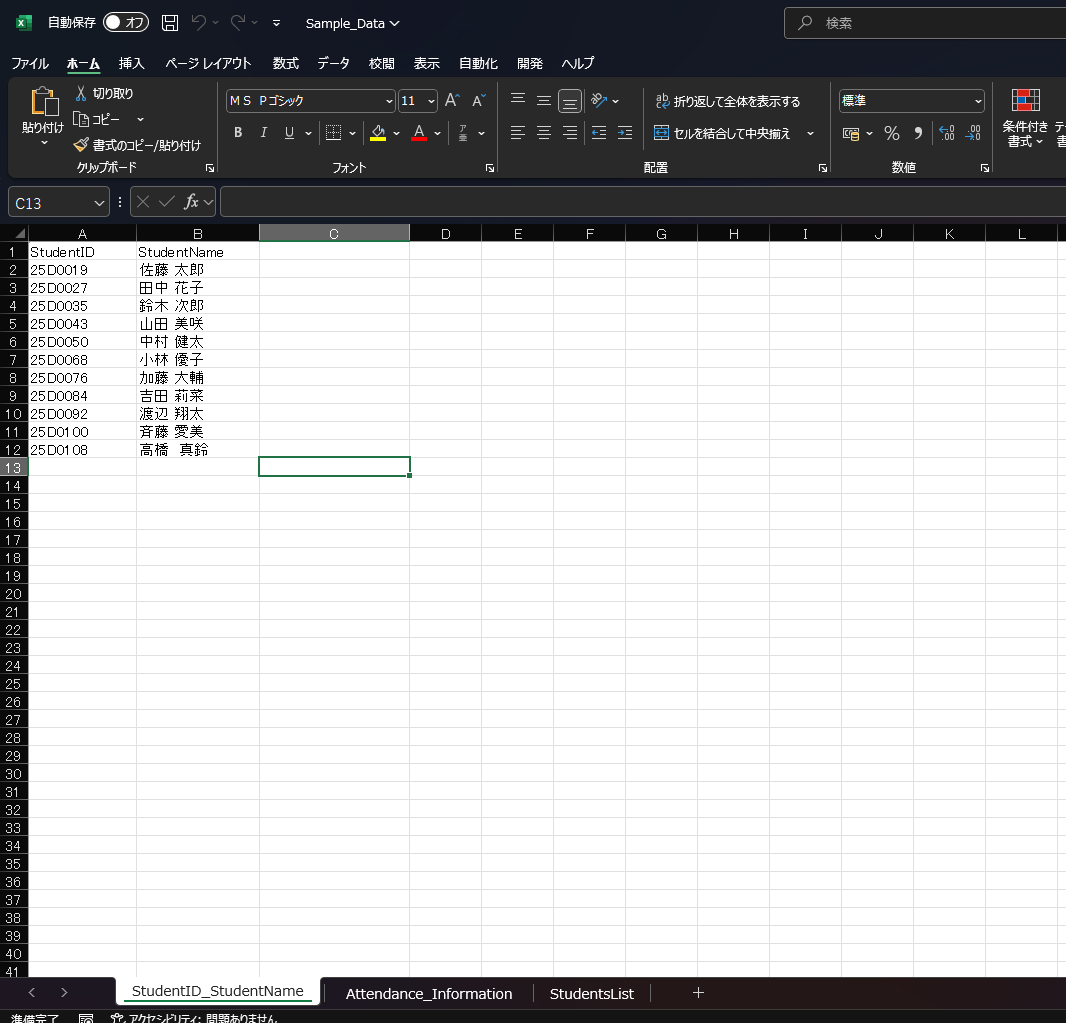 自動保存 オフ Sample_Data 検索
ファイル ホーム 挿入 ページ レイアウト 数式 データ 校閲 表示 自動化 開発 ヘルプ
貼り付け 切り取り コピー 書式のコピー/貼り付け
クリップボード
ＭＳ Ｐゴシック 11
B I U A
フォント
ab 折り返して全体を表示する
セルを結合して中央揃え
配置
標準
% 9
数値
条件付き
書式
C13 fx
A B C D E F G H I J K L
1 StudentID StudentName
2 25D0019 佐藤 太郎
3 25D0027 田中 花子
4 25D0035 鈴木 次郎
5 25D0043 山田 美咲
6 25D0050 中村 健太
7 25D0068 小林 優子
8 25D0076 加藤 大輔
9 25D0084 吉田 莉菜
10 25D0092 渡辺 翔太
11 25D0100 斉藤 愛美
12 25D0108 高橋　真鈴
13
14
15
16
17
18
19
20
21
22
23
24
25
26
27
28
29
30
31
32
33
34
35
36
37
38
39
40
41
StudentID_StudentName Attendance_Information StudentsList +
準備完了 アクセシビリティ: 問題ありません